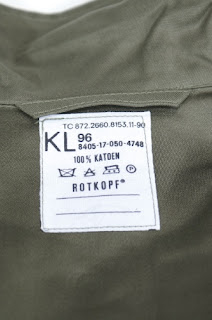 TC 872.2660.8153.11-90
KL 96
8405-17-050-4748
100% KATOEN
ROTKOPF®